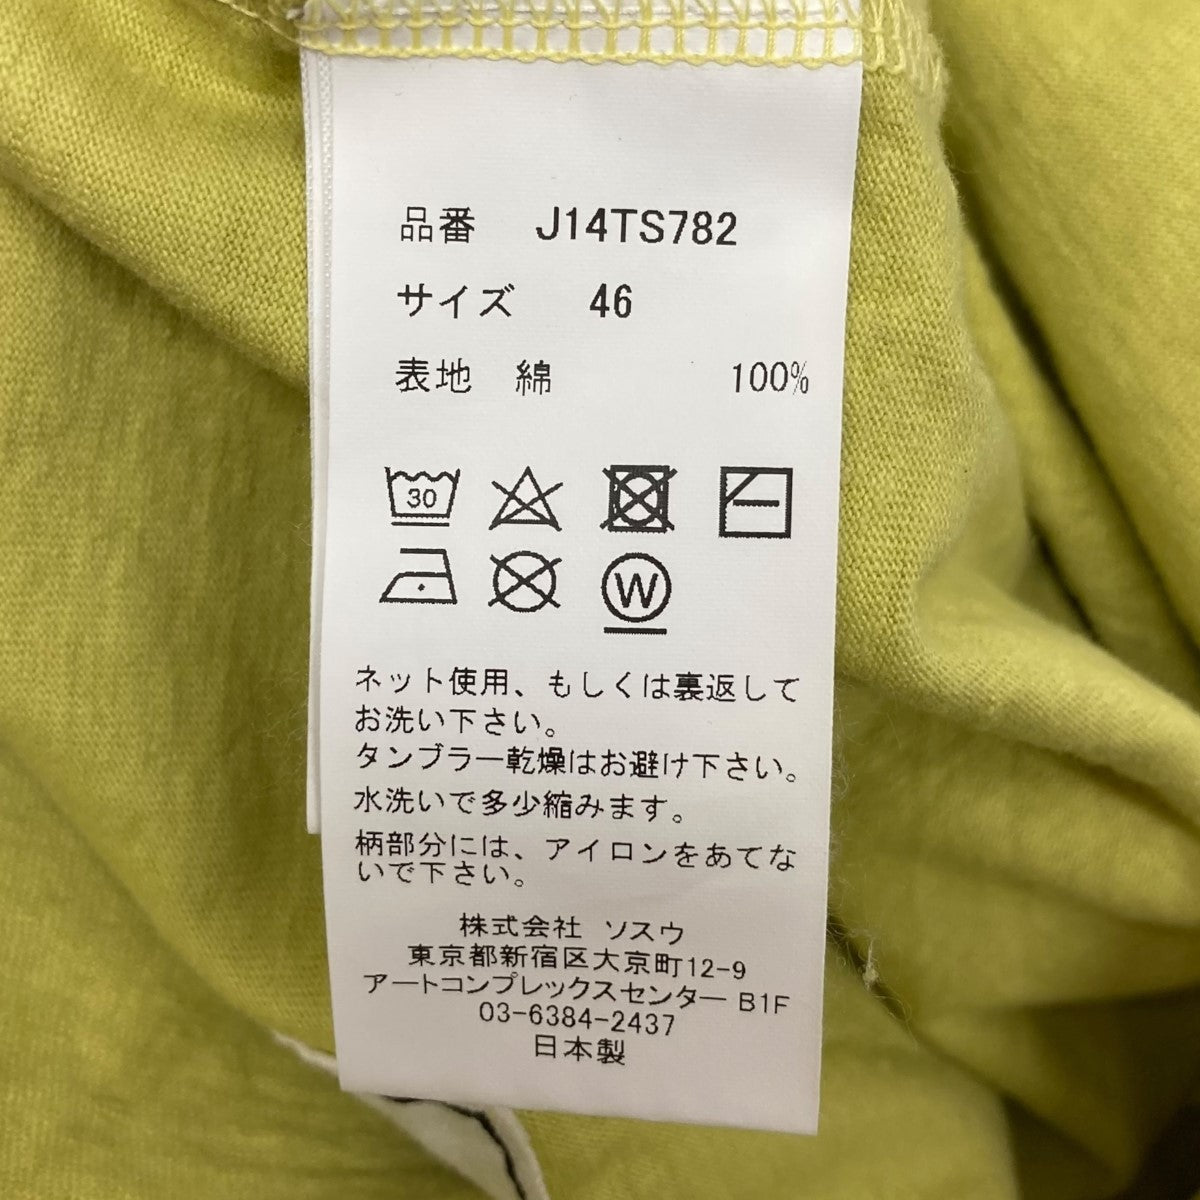 品番 J14TS782
サイズ 46
表地 綿 100%
30
W
ネット使用、もしくは裏返して
お洗い下さい。
タンブラー乾燥はお避け下さい。
水洗いで多少縮みます。
柄部分には、アイロンをあてな
いで下さい。
株式会社 ソスウ
東京都新宿区大京町12-9
アートコンプレックスセンター B1F
03-6384-2437
日本製